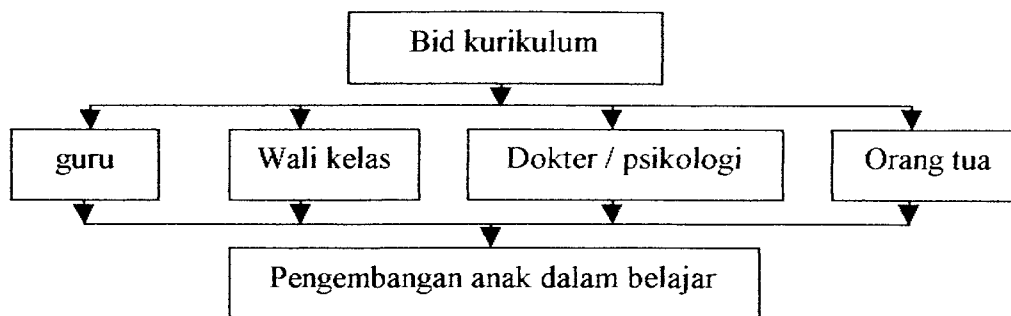 Bid kurikulum
guru
Wali kelas
Dokter / psikologi
Orang tua
Pengembangan anak dalam belajar